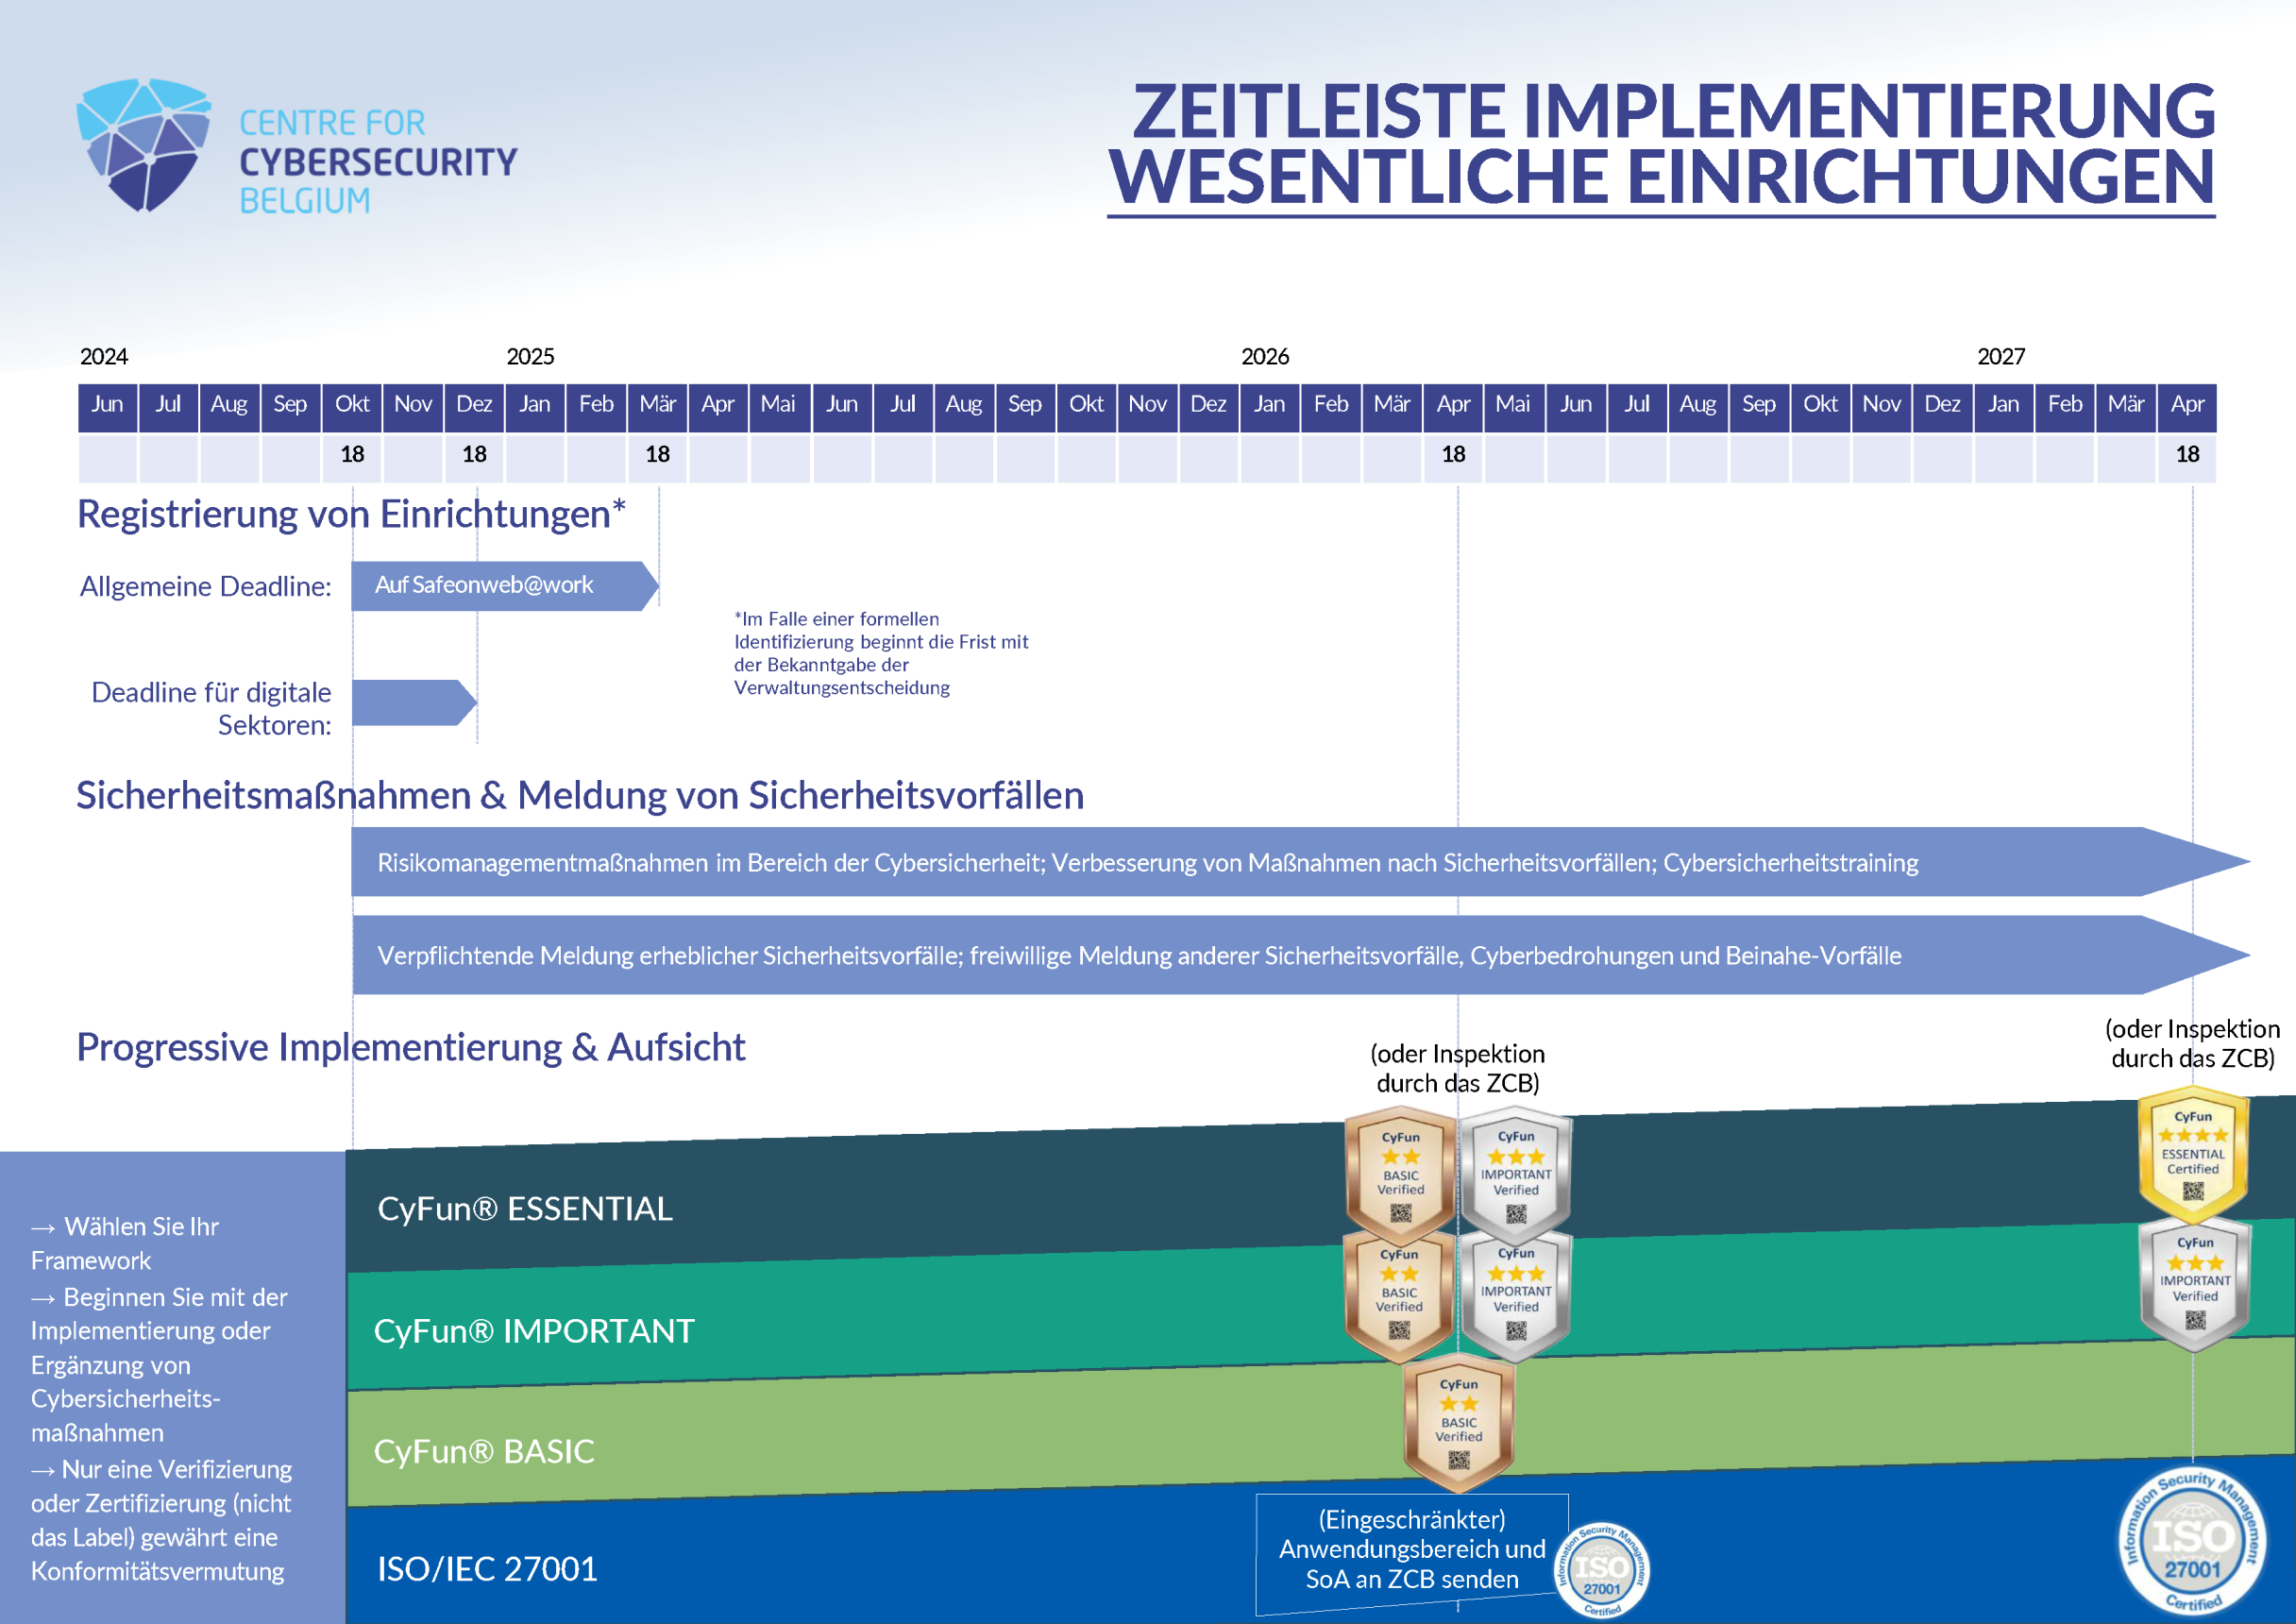 CENTRE FOR
CYBERSECURITY
BELGIUM
ZEITLEISTE IMPLEMENTIERUNG
WESENTLICHE EINRICHTUNGEN
2024 2025 2026 2027
Jun Jul Aug Sep Okt Nov Dez Jan Feb Mär Apr Mai Jun Jul Aug Sep Okt Nov Dez Jan Feb Mär Apr Mai Jun Jul Aug Sep Okt Nov Dez Jan Feb Mär Apr
18 18 18 18 18
Registrierung von Einrichtungen*
Allgemeine Deadline:
Auf Safeonweb@work
*Im Falle einer formellen
Identifizierung beginnt die Frist mit
der Bekanntgabe der
Verwaltungsentscheidung
Deadline für digitale
Sektoren:
Sicherheitsmaßnahmen & Meldung von Sicherheitsvorfällen
Risikomanagementmaßnahmen im Bereich der Cybersicherheit; Verbesserung von Maßnahmen nach Sicherheitsvorfällen; Cybersicherheitstraining
Verpflichtende Meldung erheblicher Sicherheitsvorfälle; freiwillige Meldung anderer Sicherheitsvorfälle, Cyberbedrohungen und Beinahe-Vorfälle
Progressive Implementierung & Aufsicht
(oder Inspektion
durch das ZCB)
(oder Inspektion
durch das ZCB)
→ Wählen Sie Ihr
Framework
→ Beginnen Sie mit der
Implementierung oder
Ergänzung von
Cybersicherheits-
maßnahmen
→ Nur eine Verifizierung
oder Zertifizierung (nicht
das Label) gewährt eine
Konformitätsvermutung
CyFun® ESSENTIAL
CyFun
BASIC
Verified
CyFun
IMPORTANT
Verified
CyFun
ESSENTIAL
Certified
CyFun® IMPORTANT
CyFun
BASIC
Verified
CyFun
IMPORTANT
Verified
CyFun
IMPORTANT
Verified
CyFun® BASIC
CyFun
BASIC
Verified
ISO/IEC 27001
(Eingeschränkter)
Anwendungsbereich und
SoA an ZCB senden
Information Security Management
ISO
27001
Certified
Information Security Management
ISO
27001
Certified